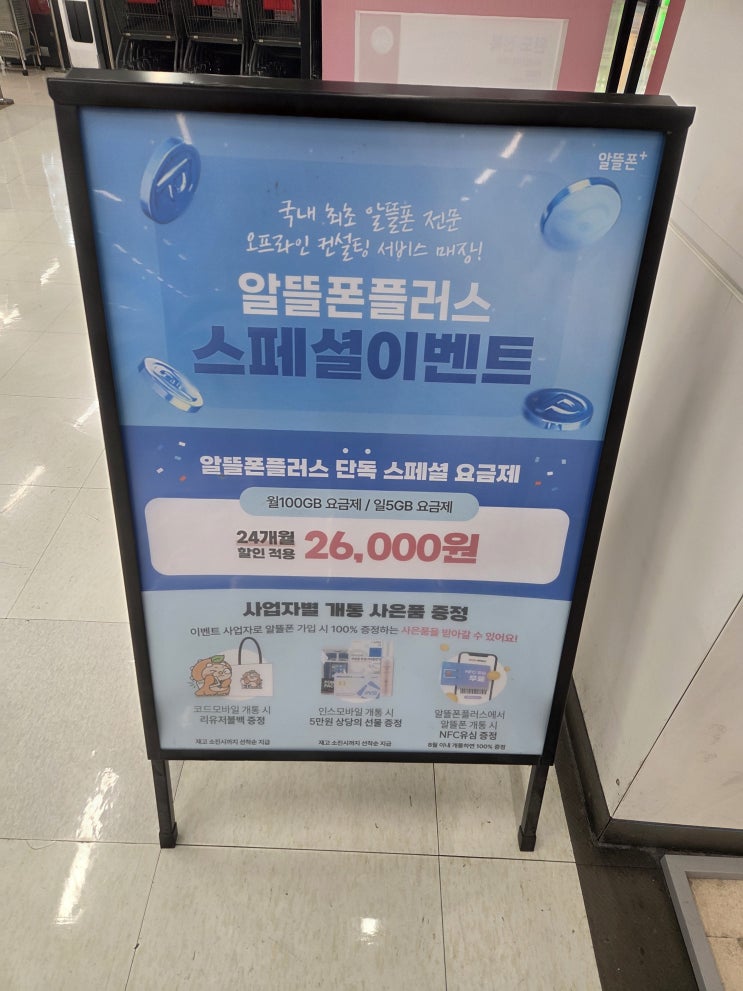 알뜰폰+
국내 최초 알뜰폰 전문
오프라인 컨설팅 서비스 매장!
알뜰폰플러스
스페셜이벤트
알뜰폰플러스 단독 스페셜 요금제
월100GB 요금제 / 일5GB 요금제
24개월
할인 적용
26,000원
사업자별 개통 사은품 증정
이벤트 사업자로 알뜰폰 가입 시 100% 증정하는 사은품을 받아갈 수 있어요!
코드모바일 개통 시
리유저블백 증정
재고 소진시까지 선착순 지급
인스모바일 개통 시
5만원 상당의 선물 증정
재고 소진시까지 선착순 지급
NFC 유심
무료
알뜰폰플러스에서
알뜰폰 개통 시
NFC유심 증정
8월 이내 개통하면 100% 증정